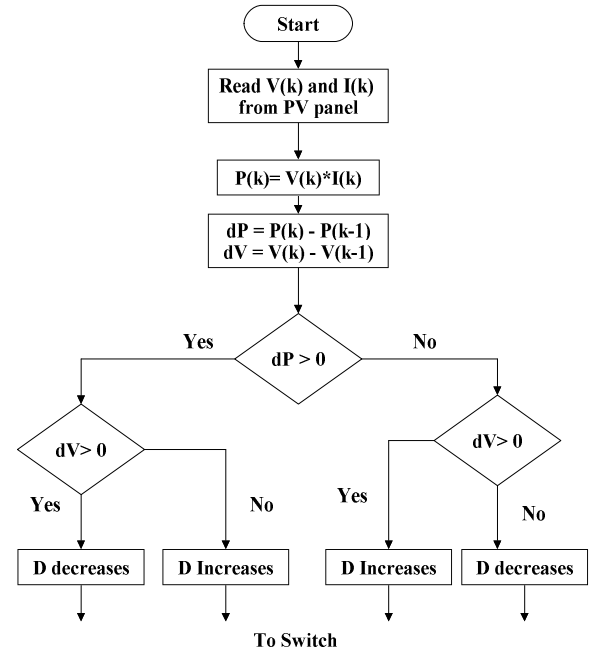 Start
Read V(k) and I(k)
from PV panel
P(k)= V(k)*I(k)
dP = P(k) - P(k-1)
dV = V(k) - V(k-1)
Yes
dP > 0
No
dV> 0
dV> 0
Yes
No
Yes
No
D decreases
D Increases
D Increases
D decreases
To Switch